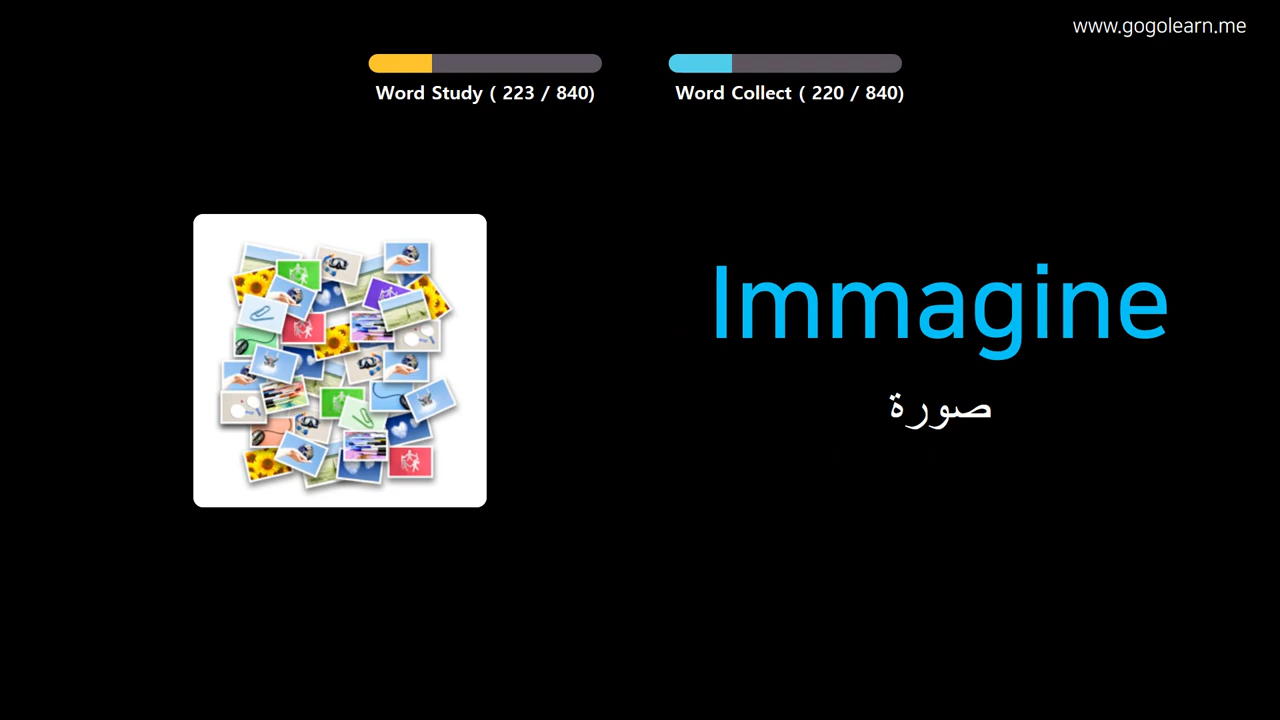 www.gogolearn.me
Word Study ( 223 / 840)
Word Collect ( 220 / 840)
Immagine
صورة